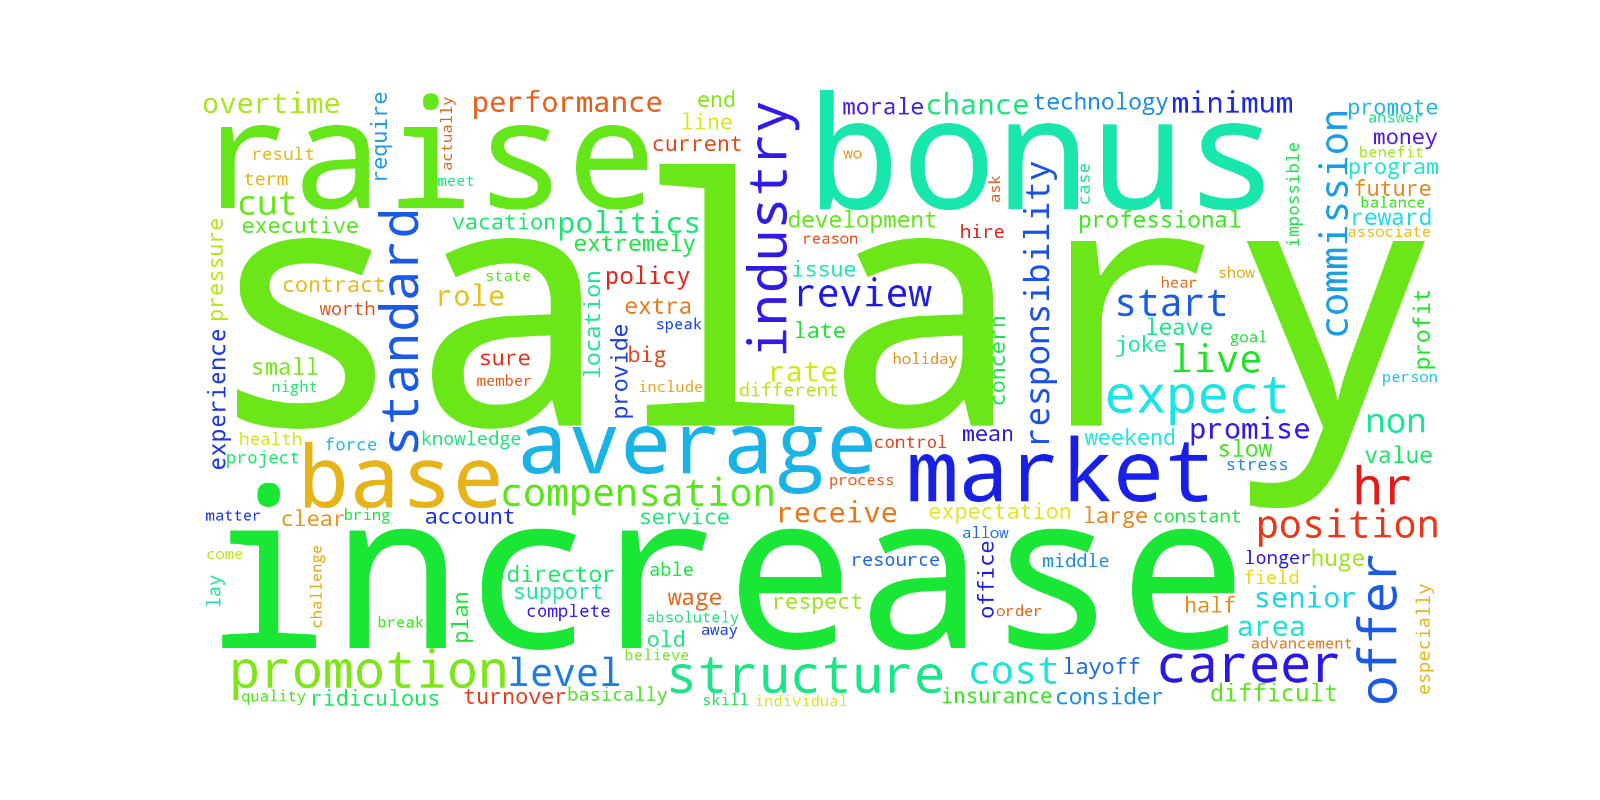 overtime
require
actually
performance
end
line
current
raise
result
term
meet
cut
executive
bonus
morale
chance
technology
minimum
wo
ask
case
impossible
commission
promote
answer
money
benefit
program
future
balance
reward
associate
industry
responsibility
pressure
standard
vacation
politics
extremely
development
professional
reason
hire
salary
contract
worth
role
state
location
policy
extra
speak
issue
review
late
start
hear
show
leave
joke
goal
live
profit
experience
small
night
sure
member
provide
big
include
rate
different
holiday
concern
expect
person
health
project
force
knowledge
average
control
mean
weekend
promise
slow
stress
non
value
base
compensation
process
market
hr
position
matter
clear
bring
account
service
receive
expectation
large
constant
increase
come
lay
challenge
break
plan
director
support
complete
able
wage
absolutely
old
away
believe
respect
resource
allow
office
order
middle
half
longer
huge
field
senior
area
advancement
offer
especially
promotion
level
structure
cost
layoff
career
quality
ridiculous
turnover
basically
skill
individual
insurance
consider
difficult